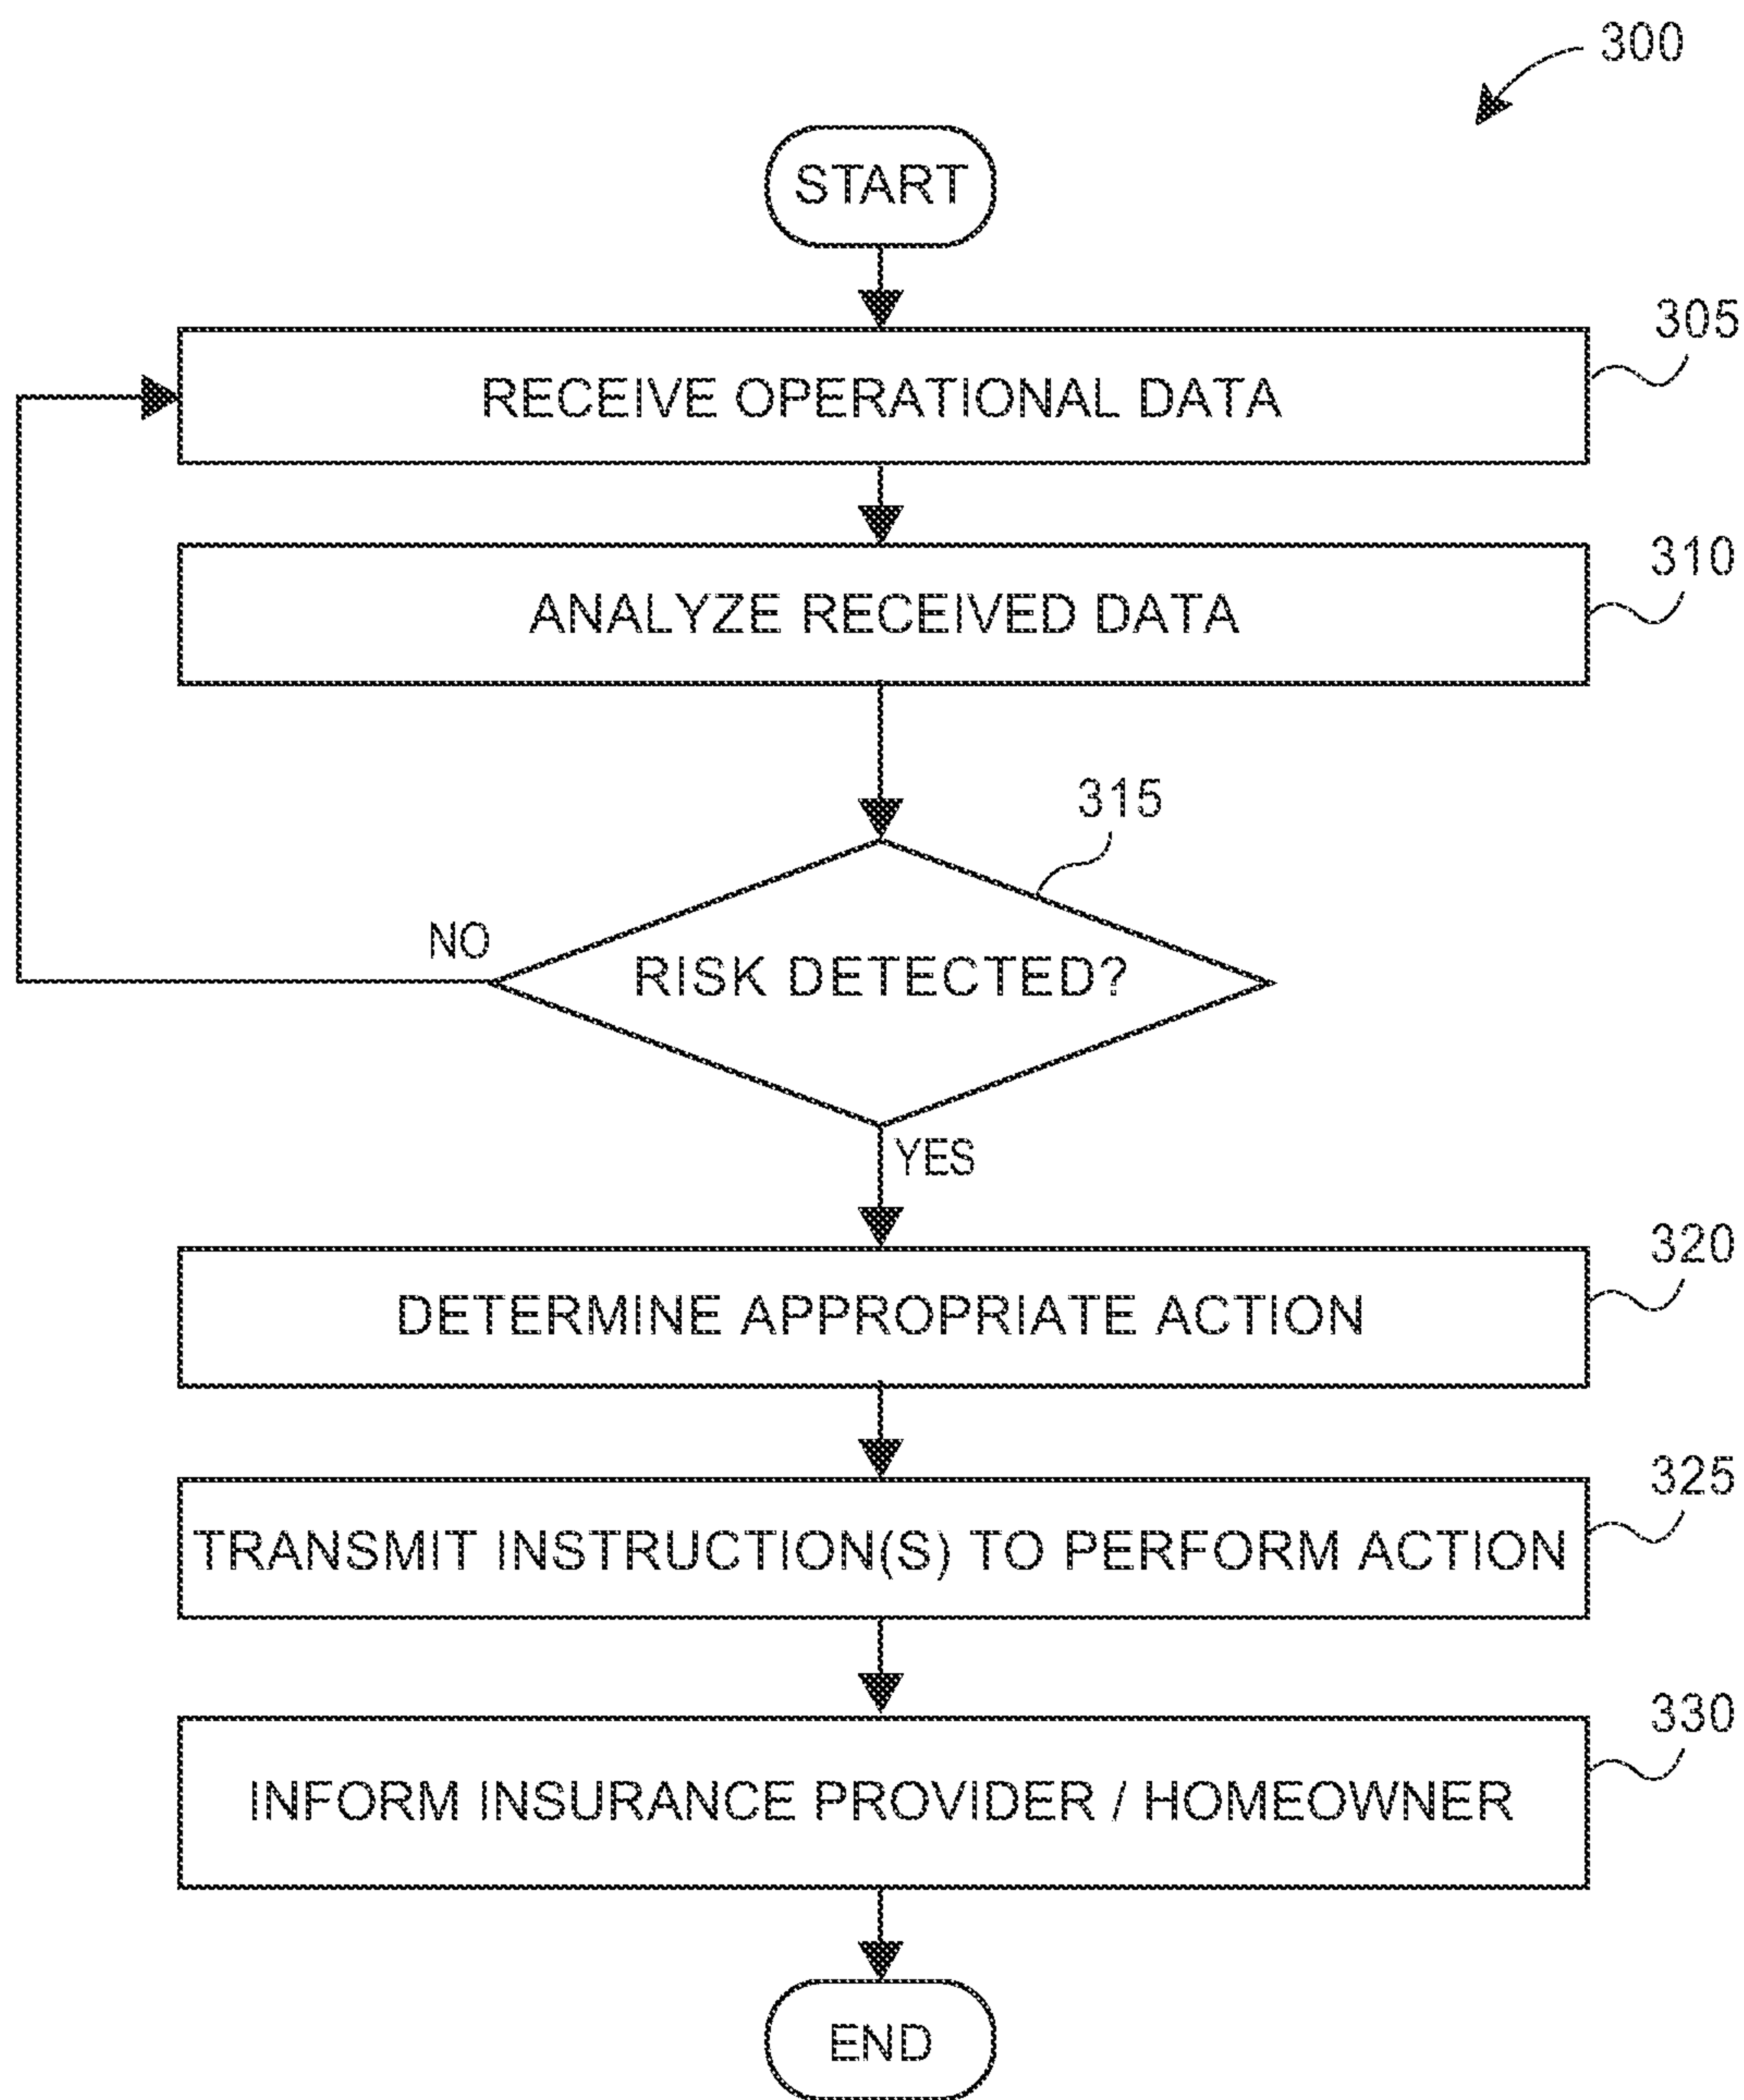 300
START
305
RECEIVE OPERATIONAL DATA
310
ANALYZE RECEIVED DATA
315
NO
RISK DETECTED?
YES
320
DETERMINE APPROPRIATE ACTION
325
TRANSMIT INSTRUCTION(S) TO PERFORM ACTION
330
INFORM INSURANCE PROVIDER / HOMEOWNER
END